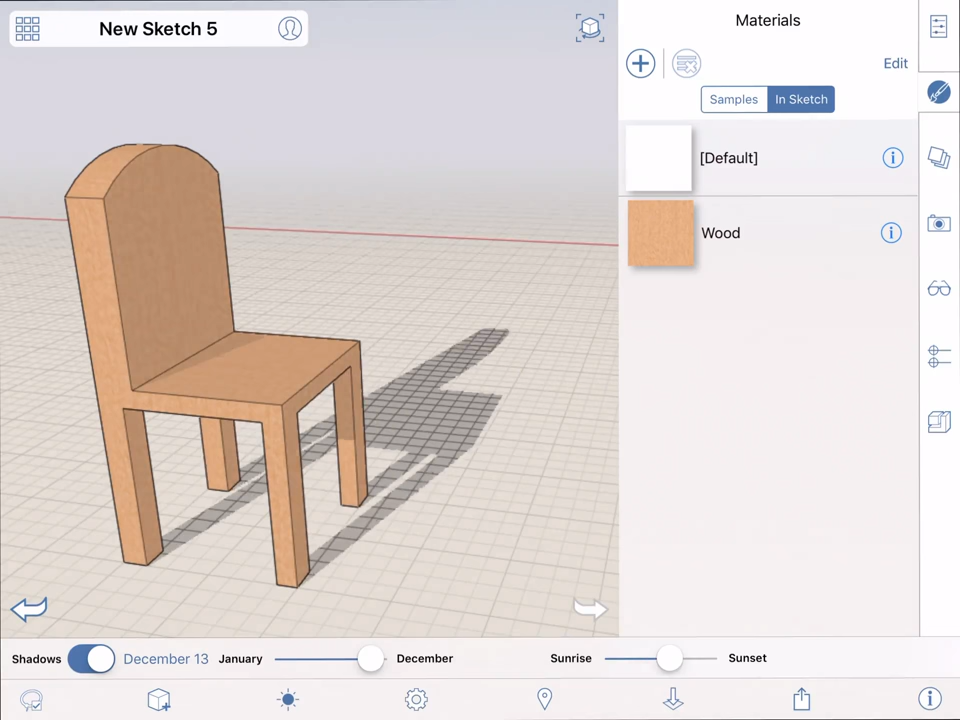 New Sketch 5
Materials
Edit
Samples
In Sketch
[Default]
Wood
Shadows
December 13
January
December
Sunrise
Sunset